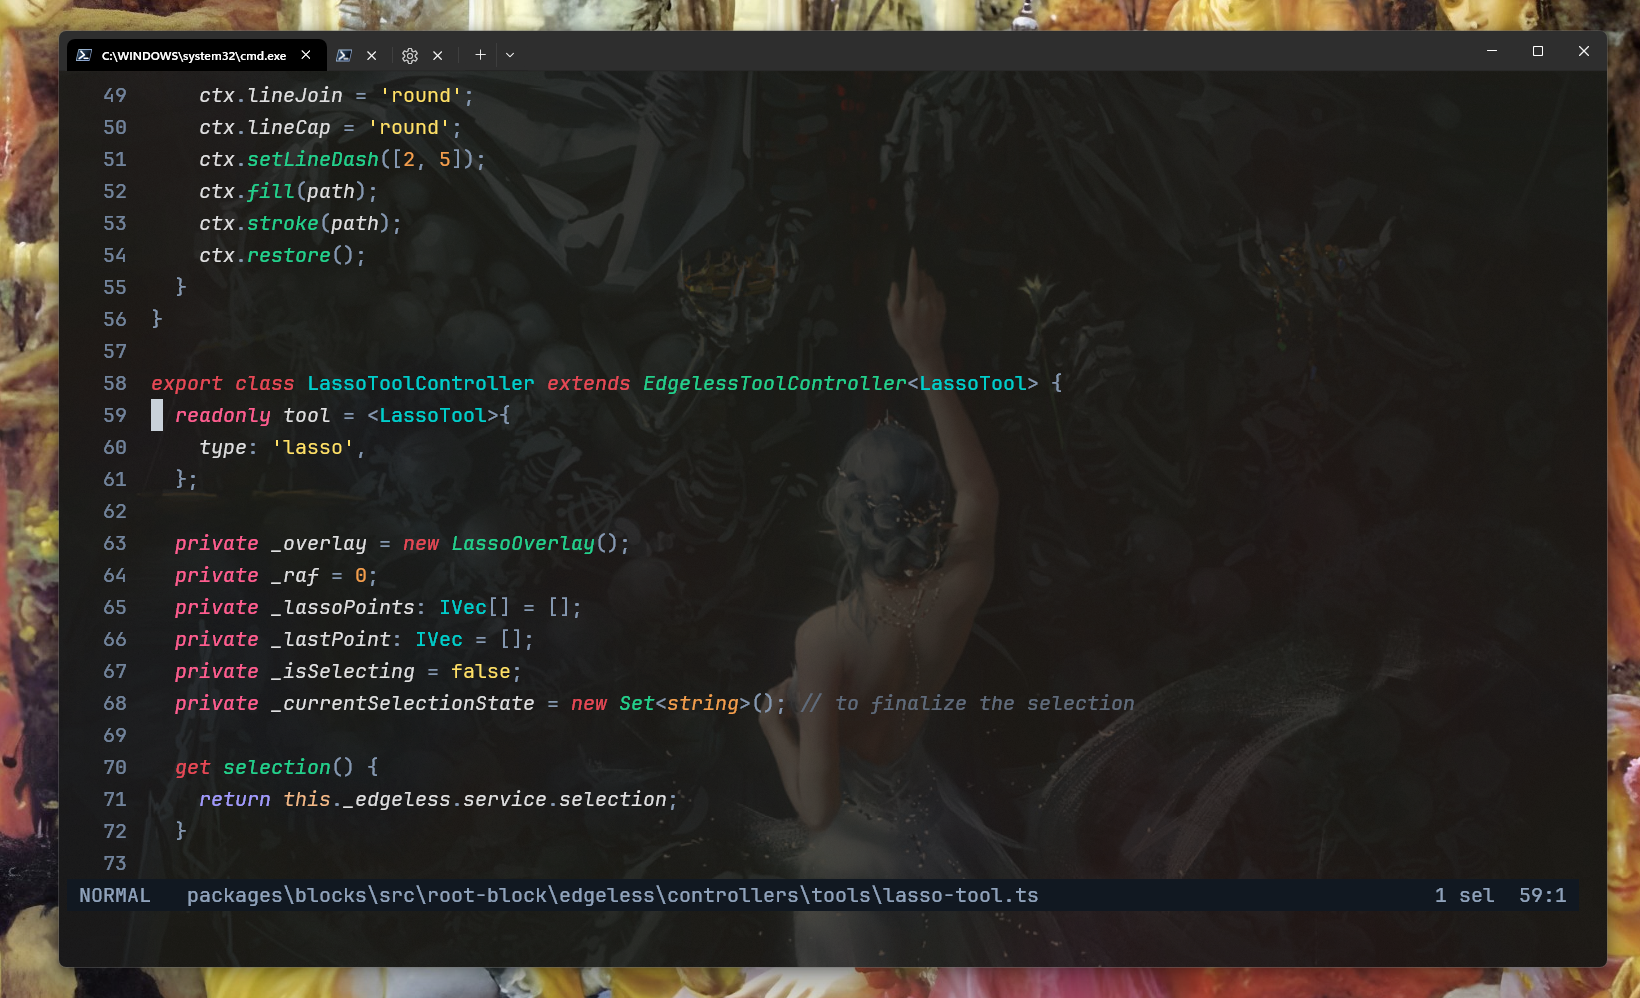 C:\WINDOWS\system32\cmd.exe
49 ctx.lineJoin = 'round';
50 ctx.lineCap = 'round';
51 ctx.setLineDash([2, 5]);
52 ctx.fill(path);
53 ctx.stroke(path);
54 ctx.restore();
55 }
56 }
57
58 export class LassoToolController extends EdgelessToolController<LassoTool> {
59 readonly tool = <LassoTool>{
60 type: 'lasso',
61 };
62
63 private _overlay = new LassoOverlay();
64 private _raf = 0;
65 private _lassoPoints: IVec[] = [];
66 private _lastPoint: IVec = [];
67 private _isSelecting = false;
68 private _currentSelectionState = new Set<string>(); // to finalize the selection
69
70 get selection() {
71 return this._edgeless.service.selection;
72 }
73
NORMAL packages\blocks\src\root-block\edgeless\controllers\tools\lasso-tool.ts 1 sel 59:1